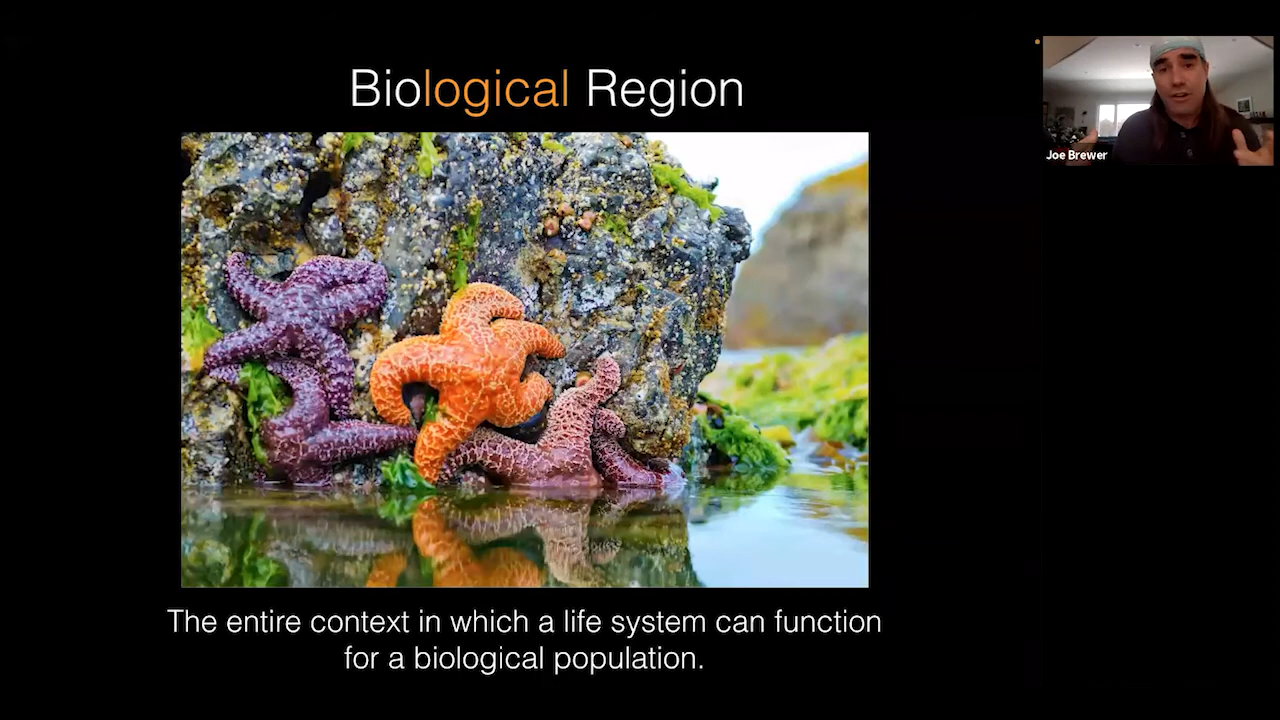 Biological Region
Joe Brewer
The entire context in which a life system can function
for a biological population.